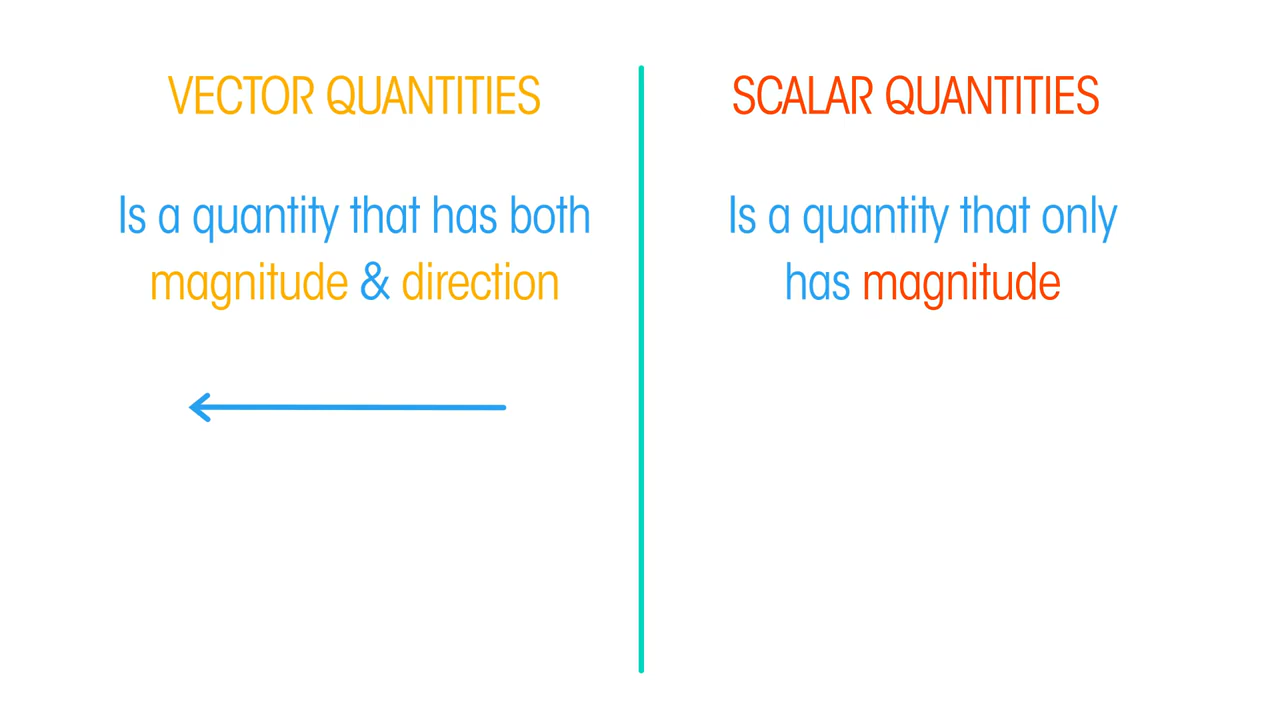 VECTOR QUANTITIES
Is a quantity that has both
magnitude & direction
SCALAR QUANTITIES
Is a quantity that only
has magnitude